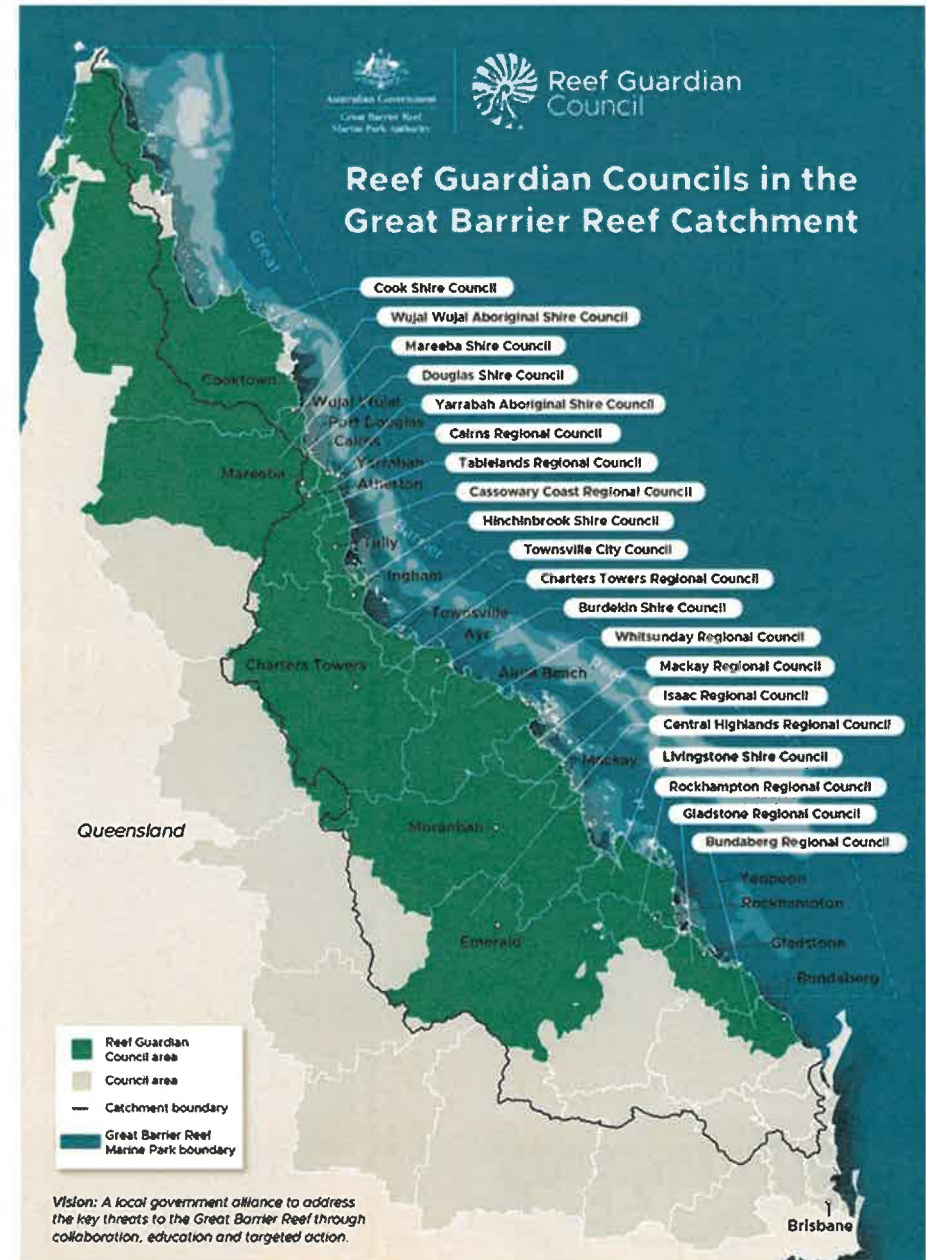 Australian Government
Great Barrier Reef
Marine Park Authority
Reef Guardian
Council
Reef Guardian Councils in the
Great Barrier Reef Catchment
Great
Cook Shire Council
Wujal Wujal Aboriginal Shire Council
Mareeba Shire Council
Douglas Shire Council
Yarrabah Aboriginal Shire Council
Cairns Regional Council
Tablelands Regional Council
Cassowary Coast Regional Council
Hinchinbrook Shire Council
Townsville City Council
Charters Towers Regional Council
Burdekin Shire Council
Whitsunday Regional Council
Mackay Regional Council
Isaac Regional Council
Central Highlands Regional Council
Livingstone Shire Council
Rockhampton Regional Council
Gladstone Regional Council
Bundaberg Regional Council
Cooktown
Wujal Wujal
Port Douglas
Cairns
Yarrabah
Mareeba
Atherton
Tully
Ingham
Townsville
Ayr
Charters Towers
Airlie Beach
Mackay
Moranbah
Yeppoon
Rockhampton
Emerald
Gladstone
Bundaberg
Queensland
Brisbane
Reef Guardian
Council area
Council area
Catchment boundary
Great Barrier Reef
Marine Park boundary
Vision: A local government alliance to address
the key threats to the Great Barrier Reef through
collaboration, education and targeted action.